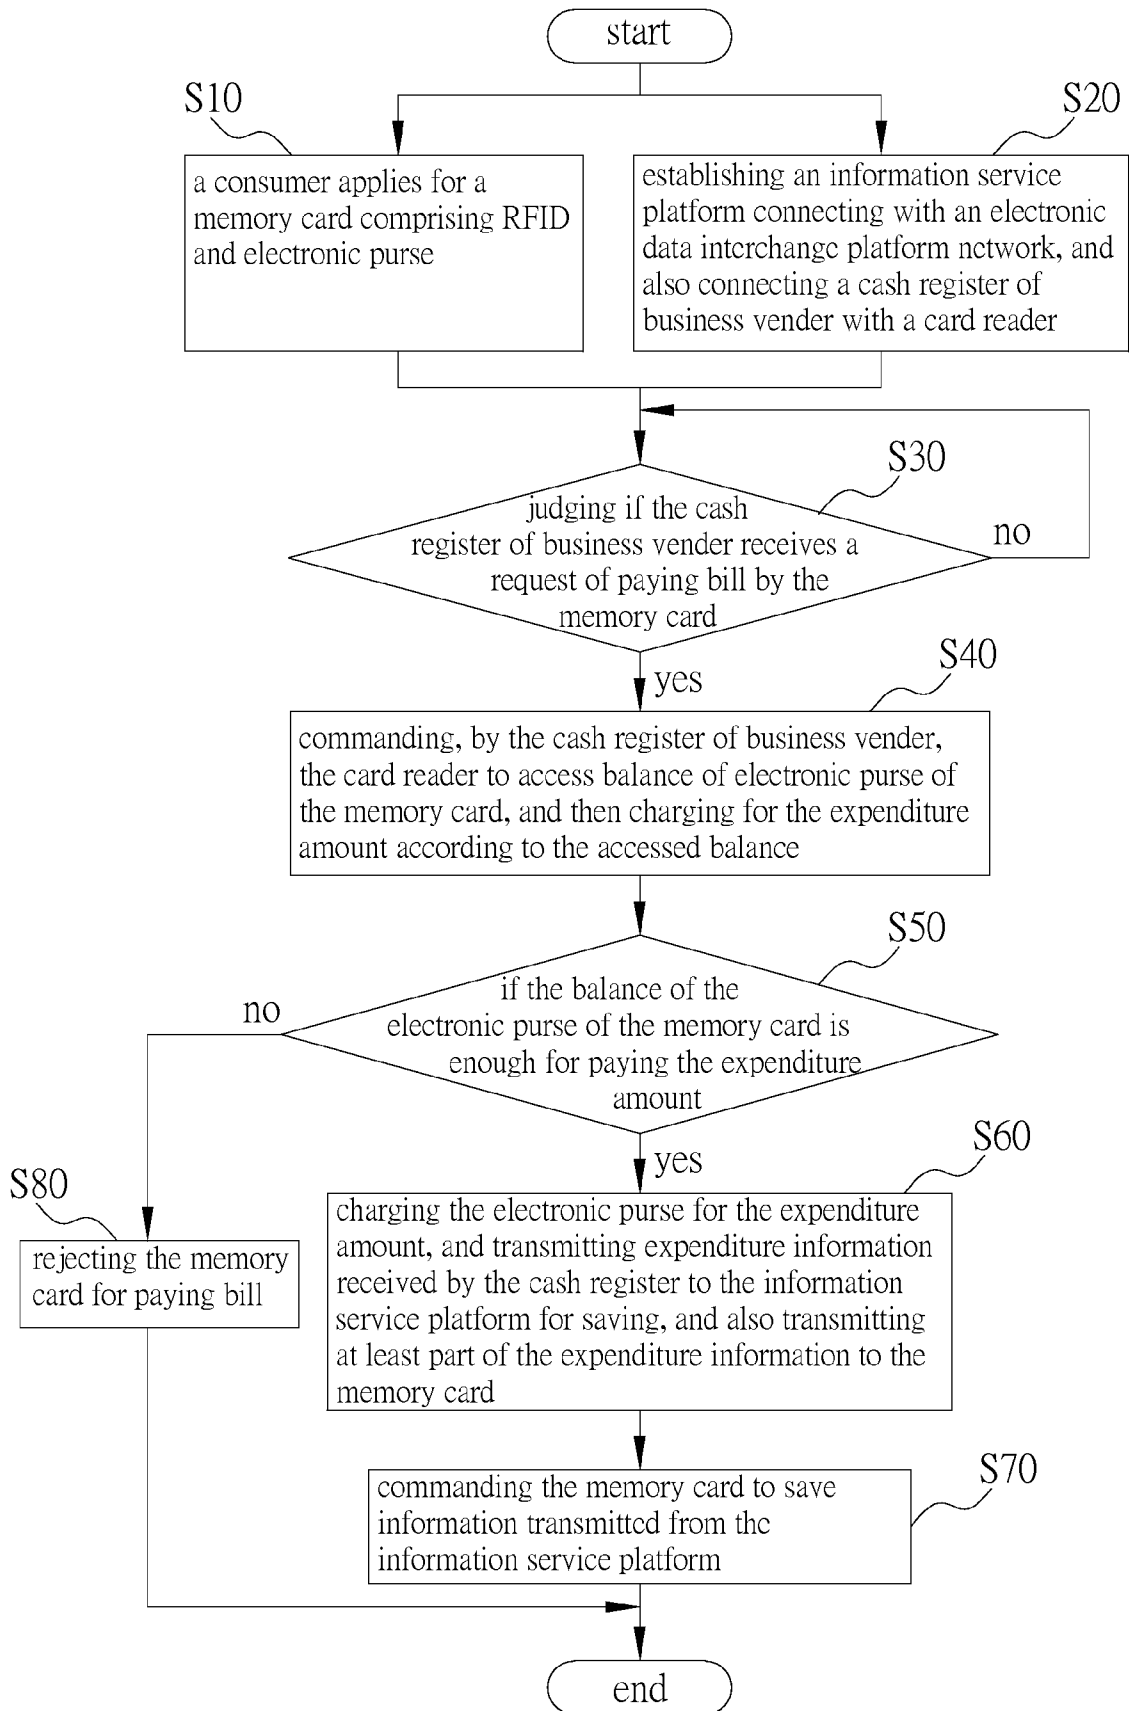 start
S10
S20
a consumer applies for a
memory card comprising RFID
and electronic purse
establishing an information service
platform connecting with an electronic
data interchange platform network, and
also connecting a cash register of
business vender with a card reader
S30
judging if the cash
register of business vender receives a
request of paying bill by the
memory card
no
yes
S40
commanding, by the cash register of business vender,
the card reader to access balance of electronic purse of
the memory card, and then charging for the expenditure
amount according to the accessed balance
S50
if the balance of the
electronic purse of the memory card is
enough for paying the expenditure
amount
no
yes
S60
S80
rejecting the memory
card for paying bill
charging the electronic purse for the expenditure
amount, and transmitting expenditure information
received by the cash register to the information
service platform for saving, and also transmitting
at least part of the expenditure information to the
memory card
S70
commanding the memory card to save
information transmitted from the
information service platform
end